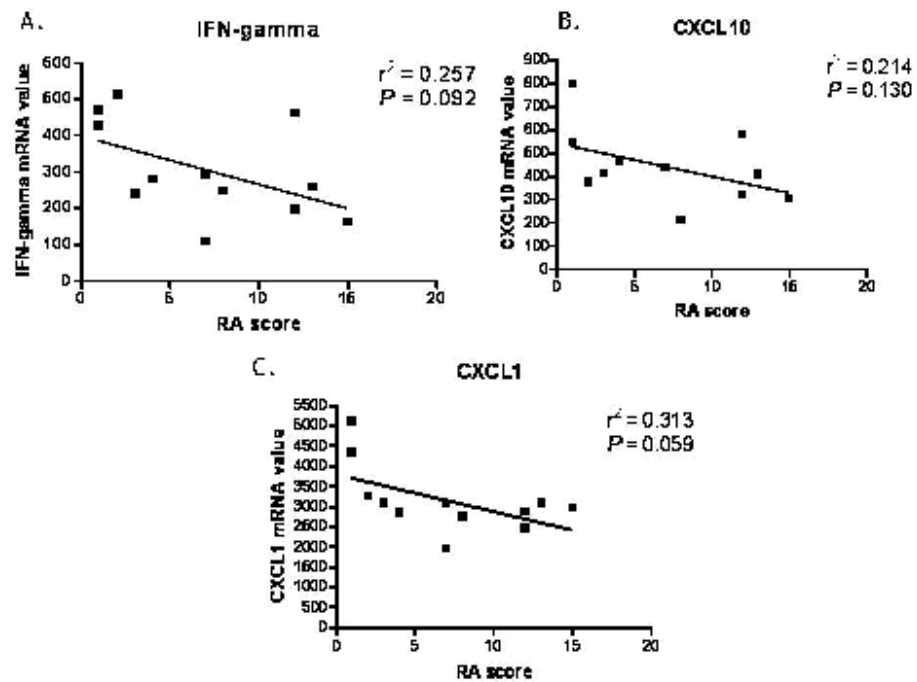 A.
IFN-gamma
r² = 0.257
P = 0.092
IFN-gamma mRNA value
600
500
400
300
200
100
0
0 5 10 15 20
RA score
B.
CXCL10
r² = 0.214
P = 0.130
CXCL10 mRNA value
900
800
700
600
500
400
300
200
100
0
0 5 10 15 20
RA score
C.
CXCL1
r² = 0.313
P = 0.059
CXCL1 mRNA value
5500
5000
4500
4000
3500
3000
2500
2000
1500
1000
500
0
0 5 10 15 20
RA score